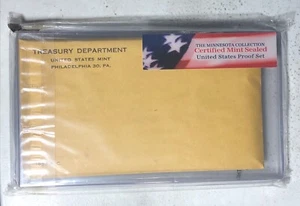 TREASURY DEPARTMENT
UNITED STATES MINT
PHILADELPHIA 30, PA.
THE MINNESOTA COLLECTION
Certified Mint Sealed
United States Proof Set